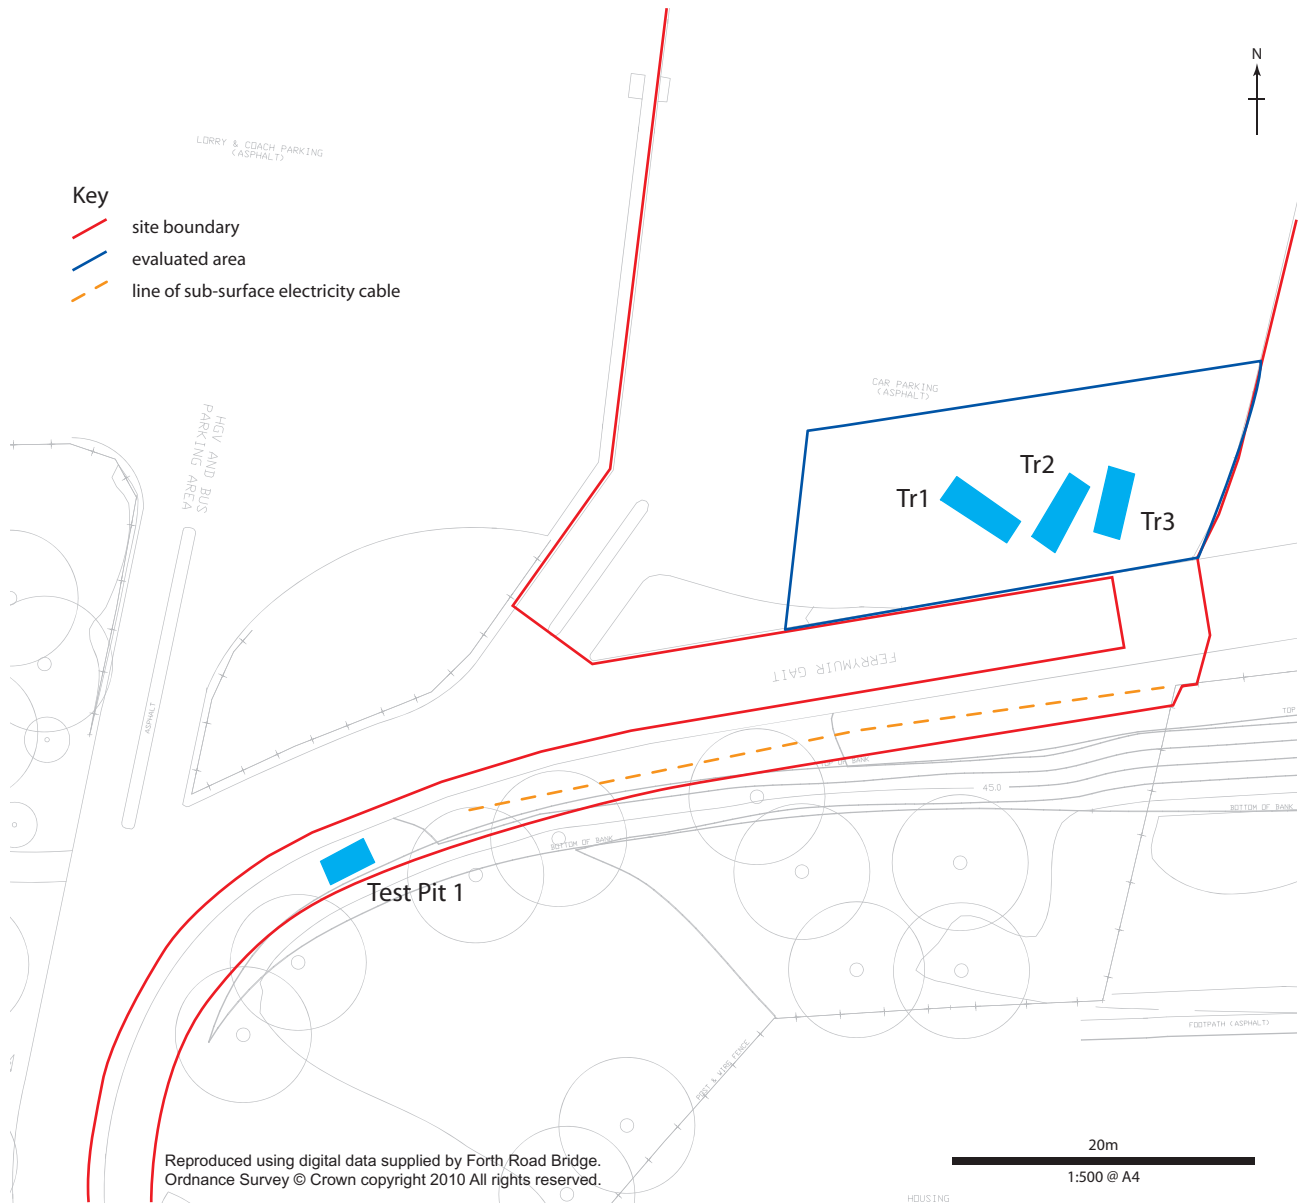 N
LORRY & COACH PARKING
(ASPHALT)
Key
site boundary
evaluated area
line of sub-surface electricity cable
CAR PARKING
(ASPHALT)
HGV AND BUS
PARKING AREA
Tr1
Tr2
Tr3
FERRYMUIR GAIT
ASPHALT
TOP
BANK
45.0
BOTTOM OF BANK
BOTTOM OF BANK
Test Pit 1
FOOTPATH (ASPHALT)
POST & WIRE FENCE
20m
1:500 @ A4
Reproduced using digital data supplied by Forth Road Bridge.
Ordnance Survey © Crown copyright 2010 All rights reserved.
HOUSING